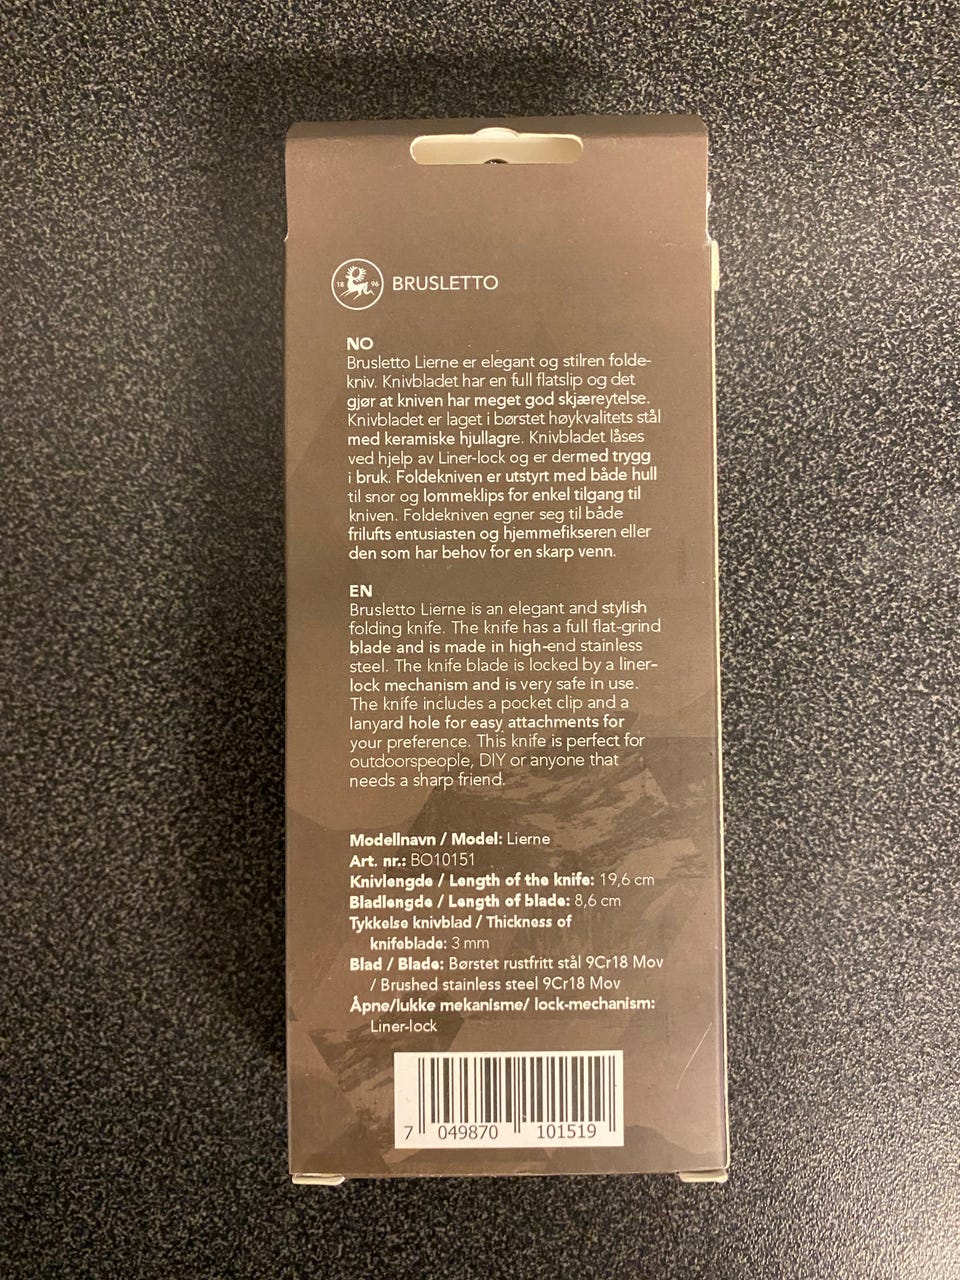 18 96
BRUSLETTO
NO
Brusletto Lierne er elegant og stilren folde-
kniv. Knivbladet har en full flatslip og det
gjør at kniven har meget god skjæreytelse.
Knivbladet er laget i børstet høykvalitets stål
med keramiske hjullagre. Knivbladet låses
ved hjelp av Liner-lock og er dermed trygg
i bruk. Foldekniven er utstyrt med både hull
til snor og lommeklips for enkel tilgang til
kniven. Foldekniven egner seg til både
frilufts entusiasten og hjemmefikseren eller
den som har behov for en skarp venn.
EN
Brusletto Lierne is an elegant and stylish
folding knife. The knife has a full flat-grind
blade and is made in high-end stainless
steel. The knife blade is locked by a liner-
lock mechanism and is very safe in use.
The knife includes a pocket clip and a
lanyard hole for easy attachments for
your preference. This knife is perfect for
outdoorspeople, DIY or anyone that
needs a sharp friend.
Modellnavn / Model: Lierne
Art. nr.: BO10151
Knivlengde / Length of the knife: 19,6 cm
Bladlengde / Length of blade: 8,6 cm
Tykkelse knivblad / Thickness of
knifeblade: 3 mm
Blad / Blade: Børstet rustfritt stål 9Cr18 Mov
/ Brushed stainless steel 9Cr18 Mov
Åpne/lukke mekanisme/ lock-mechanism:
Liner-lock
7 049870 101519